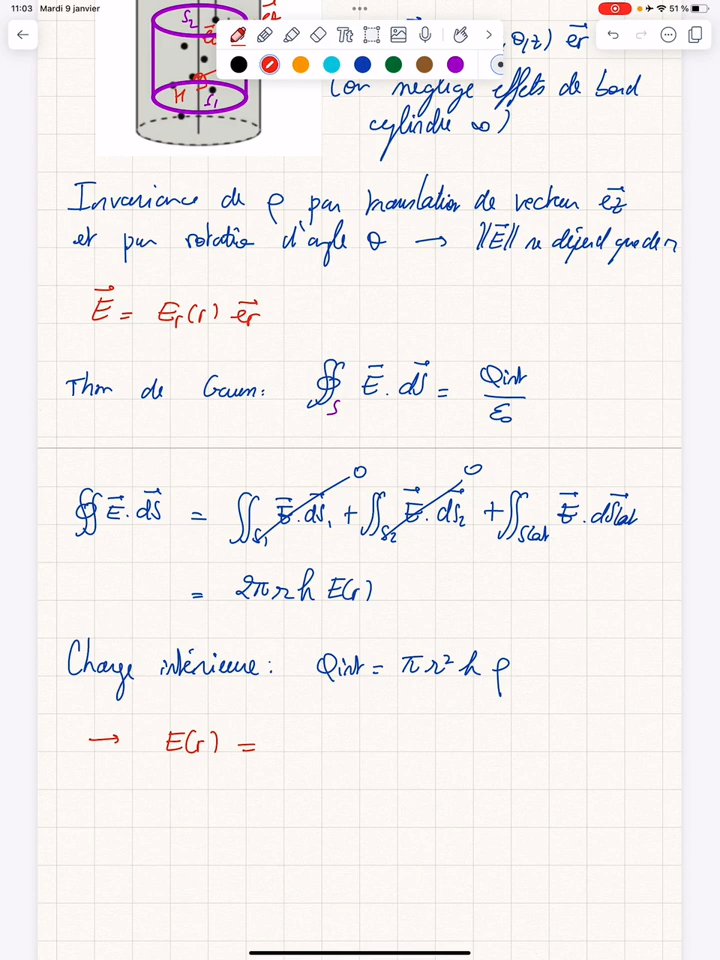 11:03 Mardi 9 janvier
51 %
S2
, θ, z) er
H
S1
(on néglige effets de bord
cylindre ∞)
Invariance de ρ par translation de vecteur ez
et par rotation d'angle θ → ||E|| ne dépend que de r
E = Er(r) er
Thm de Gauss : ∯S E . dS = Qint / ε0
∯ E . dS = ∬S1 E . dS1 0 + ∬S2 E . dS2 0 + ∬Slat E . dSlat
= 2πrh E(r)
Charge intérieure : Qint = πr²h ρ
→ E(r) =